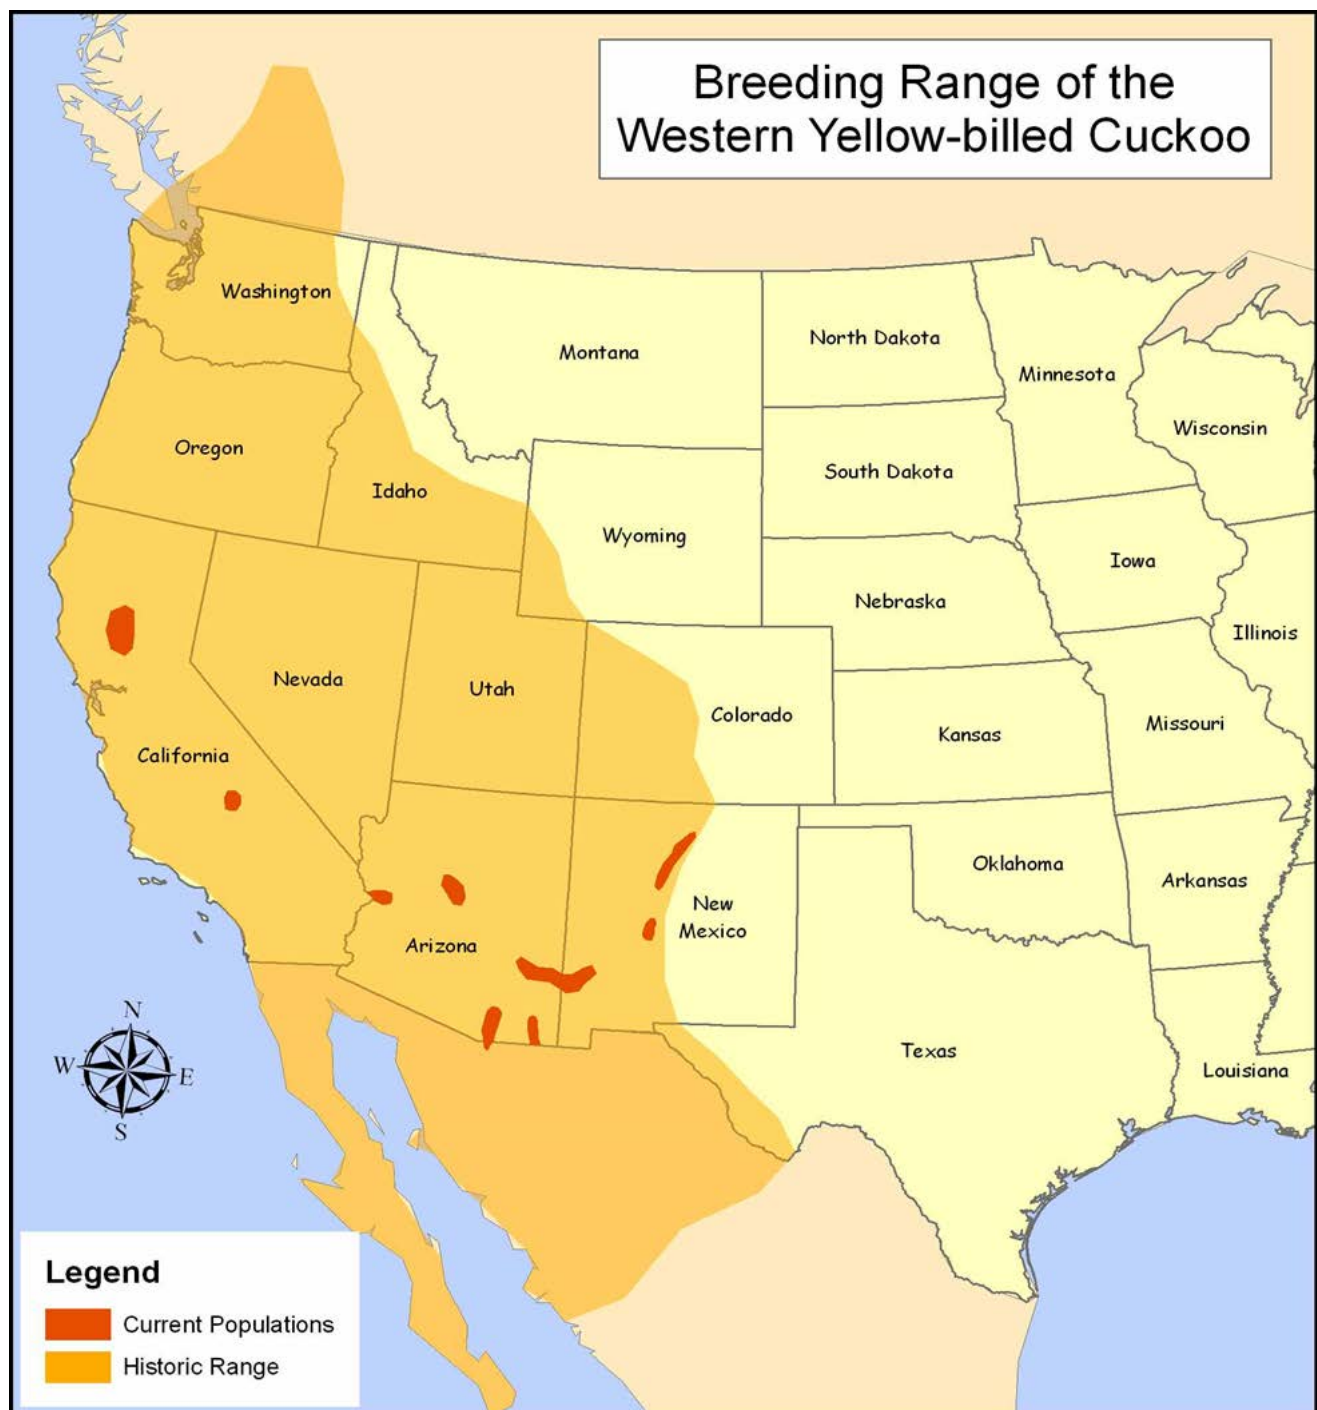 Breeding Range of the
Western Yellow-billed Cuckoo
Washington
Montana
North Dakota
Minnesota
Wisconsin
Oregon
Idaho
South Dakota
Wyoming
Iowa
Nebraska
Illinois
Nevada
Utah
Colorado
Kansas
Missouri
California
Oklahoma
Arkansas
New
Mexico
Arizona
Texas
Louisiana
N
W
E
S
Legend
Current Populations
Historic Range